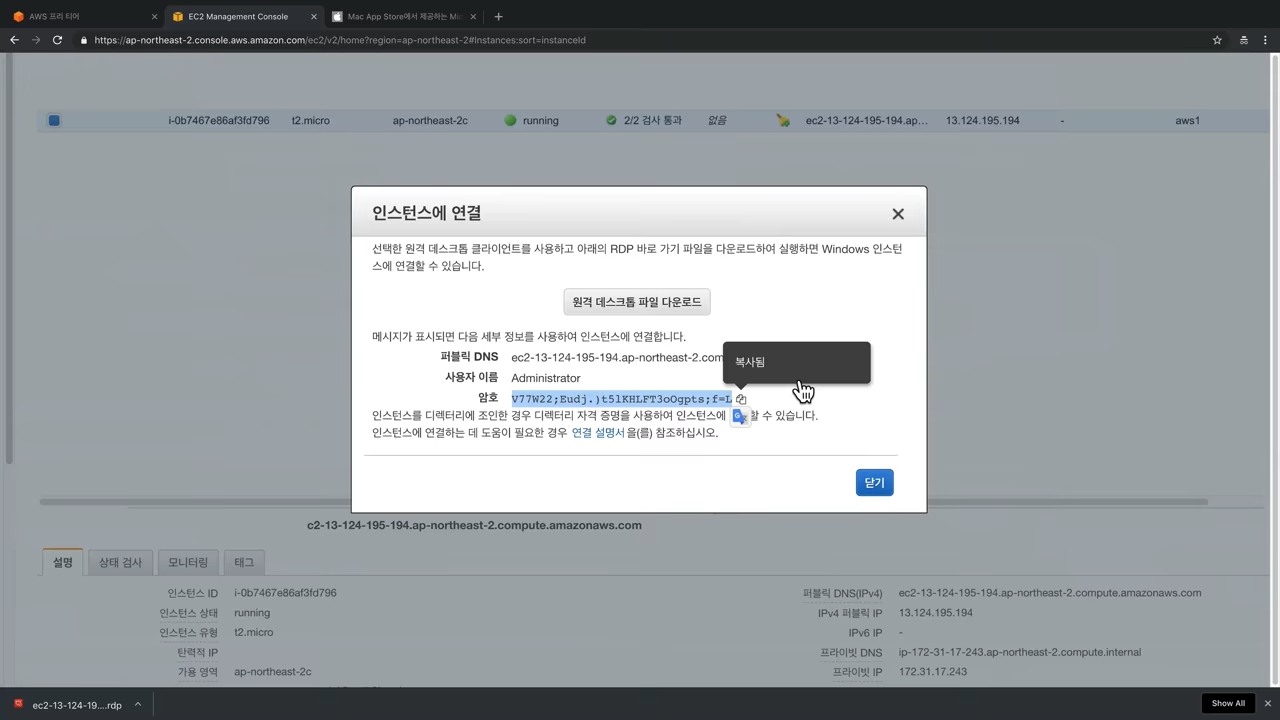 AWS 프리 티어
EC2 Management Console
Mac App Store에서 제공하는 Mic
https://ap-northeast-2.console.aws.amazon.com/ec2/v2/home?region=ap-northeast-2#Instances:sort=instanceId
i-0b7467e86af3fd796 t2.micro ap-northeast-2c running 2/2 검사 통과 없음 ec2-13-124-195-194.ap... 13.124.195.194 - aws1
인스턴스에 연결
선택한 원격 데스크톱 클라이언트를 사용하고 아래의 RDP 바로 가기 파일을 다운로드하여 실행하면 Windows 인스턴
스에 연결할 수 있습니다.
원격 데스크톱 파일 다운로드
메시지가 표시되면 다음 세부 정보를 사용하여 인스턴스에 연결합니다.
퍼블릭 DNS ec2-13-124-195-194.ap-northeast-2.com
복사됨
사용자 이름 Administrator
암호 V77W22;Eudj.)t5lKHLFT3oOgpts;f=L
인스턴스를 디렉터리에 조인한 경우 디렉터리 자격 증명을 사용하여 인스턴스에 할 수 있습니다.
인스턴스에 연결하는 데 도움이 필요한 경우 연결 설명서을(를) 참조하십시오.
닫기
c2-13-124-195-194.ap-northeast-2.compute.amazonaws.com
설명 상태 검사 모니터링 태그
인스턴스 ID i-0b7467e86af3fd796 퍼블릭 DNS(IPv4) ec2-13-124-195-194.ap-northeast-2.compute.amazonaws.com
인스턴스 상태 running IPv4 퍼블릭 IP 13.124.195.194
인스턴스 유형 t2.micro IPv6 IP -
탄력적 IP 프라이빗 DNS ip-172-31-17-243.ap-northeast-2.compute.internal
가용 영역 ap-northeast-2c 프라이빗 IP 172.31.17.243
ec2-13-124-19....rdp
Show All